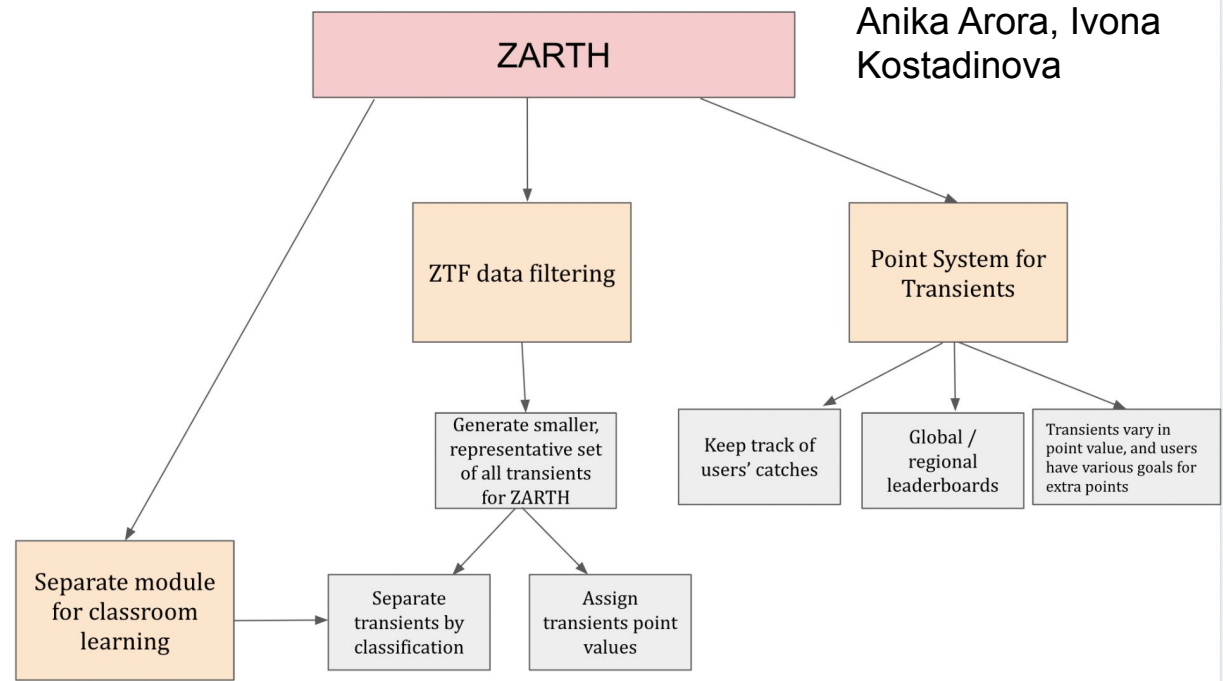 ZARTH
Anika Arora, Ivona
Kostadinova
ZTF data filtering
Point System for
Transients
Generate smaller,
representative set
of all transients
for ZARTH
Keep track of
users' catches
Global /
regional
leaderboards
Transients vary in
point value, and users
have various goals for
extra points
Separate module
for classroom
learning
Separate
transients by
classification
Assign
transients point
values